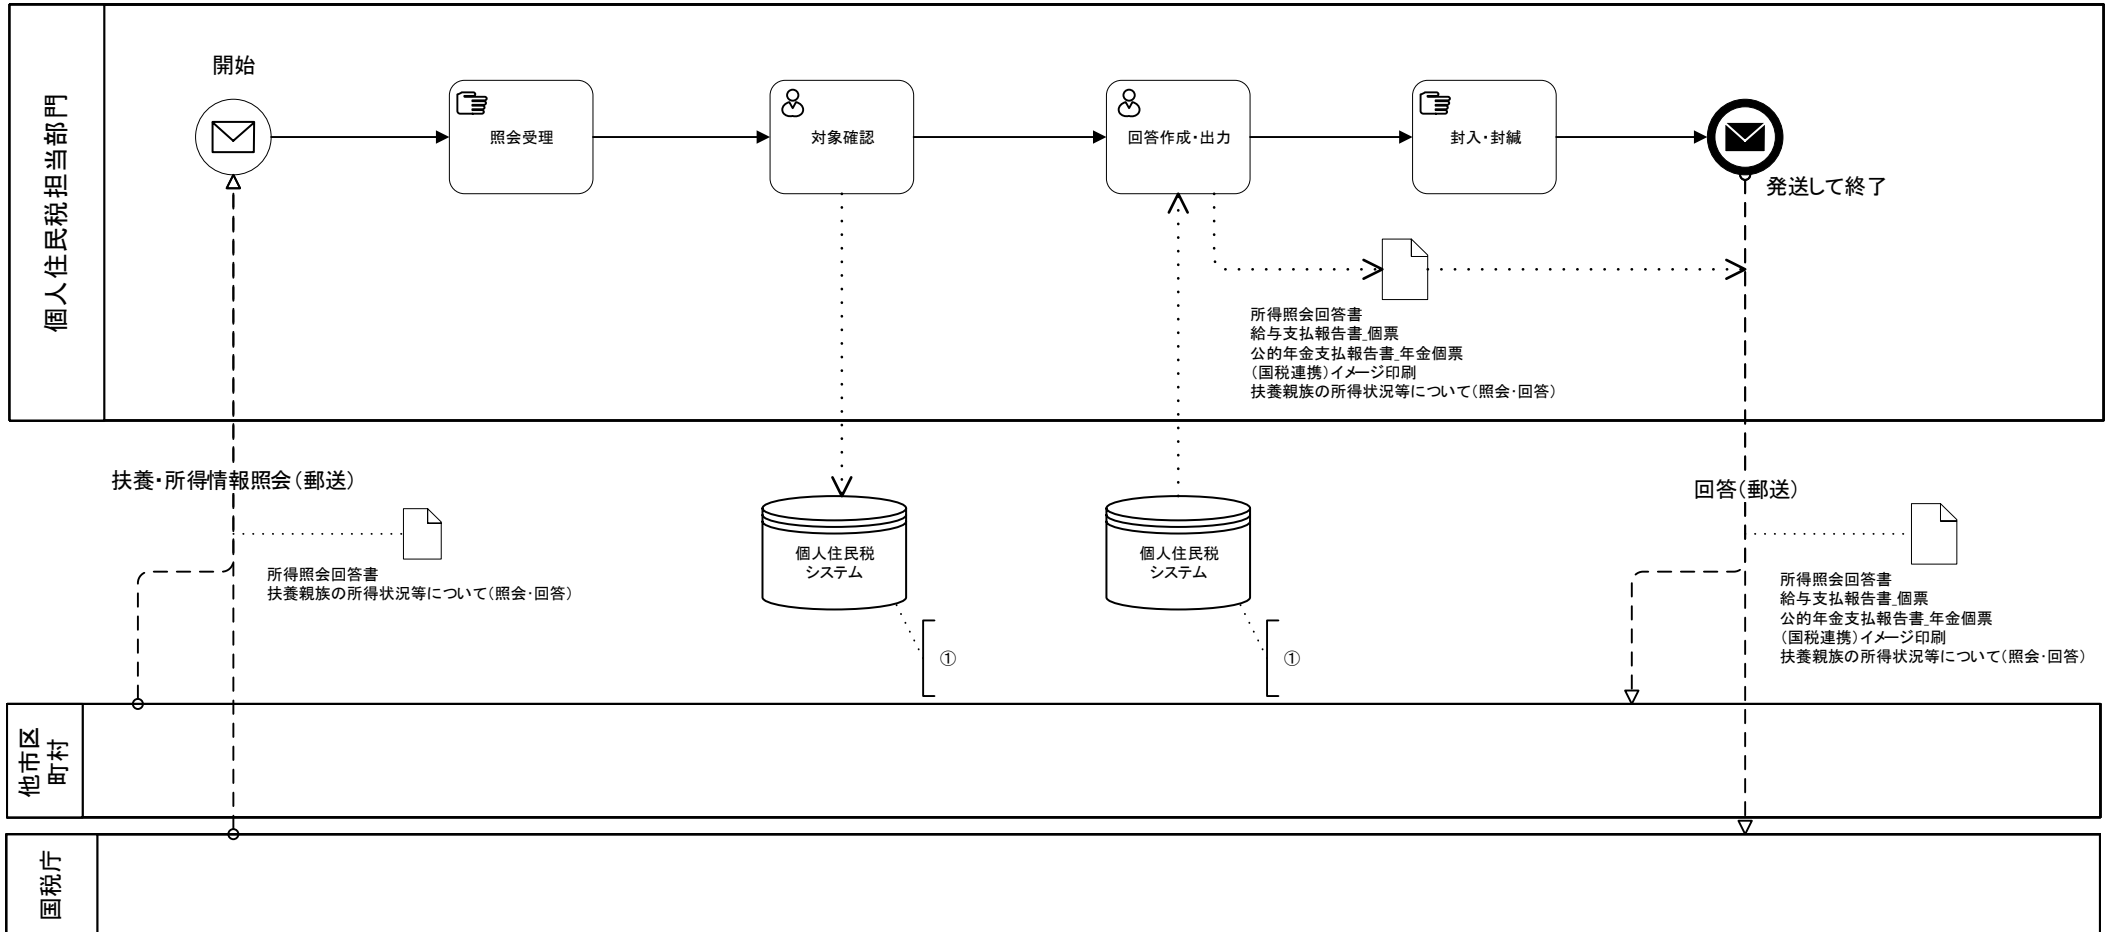 個人住民税担当部門
開始
照会受理
対象確認
回答作成・出力
封入・封緘
発送して終了
所得照会回答書
給与支払報告書_個票
公的年金支払報告書_年金個票
(国税連携)イメージ印刷
扶養親族の所得状況等について(照会・回答)
扶養・所得情報照会(郵送)
所得照会回答書
扶養親族の所得状況等について(照会・回答)
個人住民税
システム
①
個人住民税
システム
①
回答(郵送)
所得照会回答書
給与支払報告書_個票
公的年金支払報告書_年金個票
(国税連携)イメージ印刷
扶養親族の所得状況等について(照会・回答)
他市区
町村
国税庁